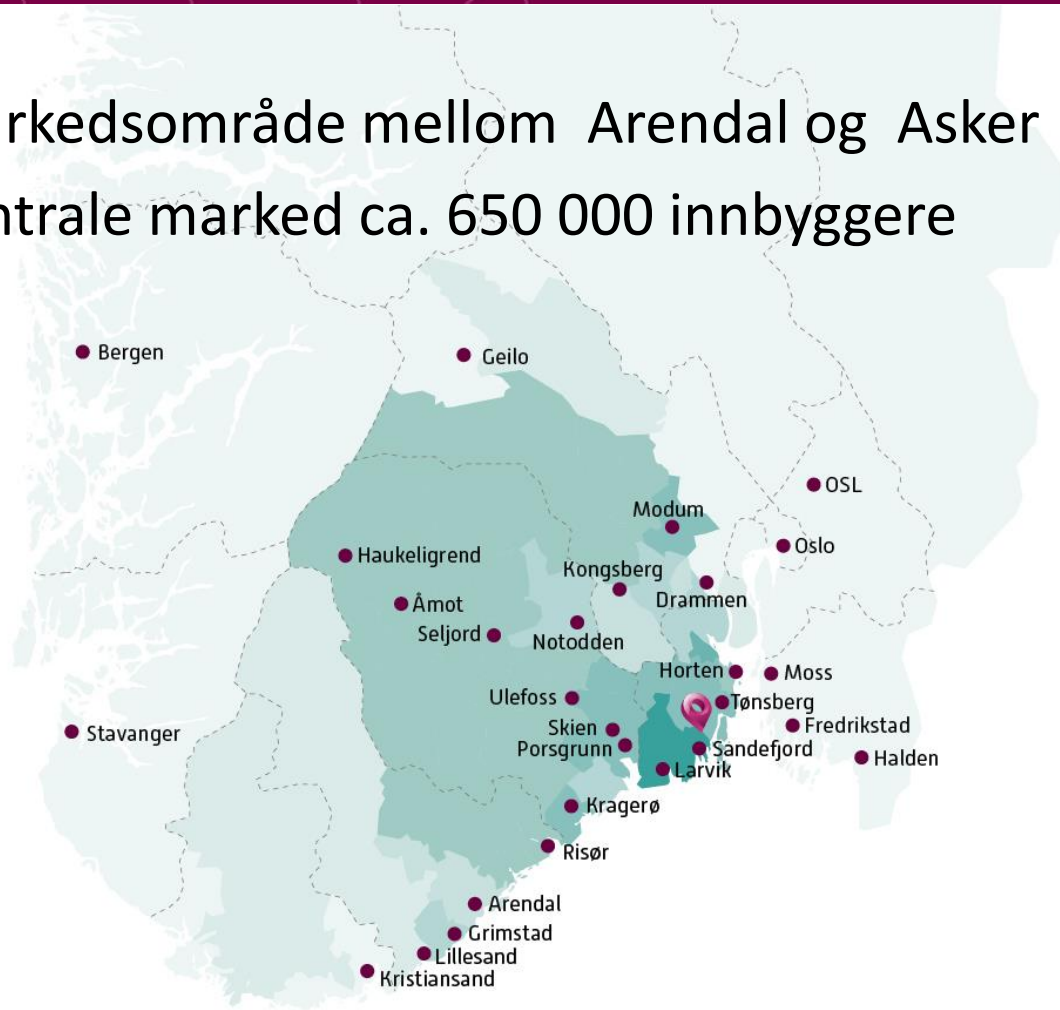 rkedsområde mellom Arendal og Asker
ntrale marked ca. 650 000 innbyggere
Bergen
Geilo
OSL
Modum
Oslo
Haukeligrend
Kongsberg
Drammen
Åmot
Seljord
Notodden
Horten
Moss
Ulefoss
Tønsberg
Fredrikstad
Skien
Stavanger
Porsgrunn
Sandefjord
Halden
Larvik
Kragerø
Risør
Arendal
Grimstad
Lillesand
Kristiansand